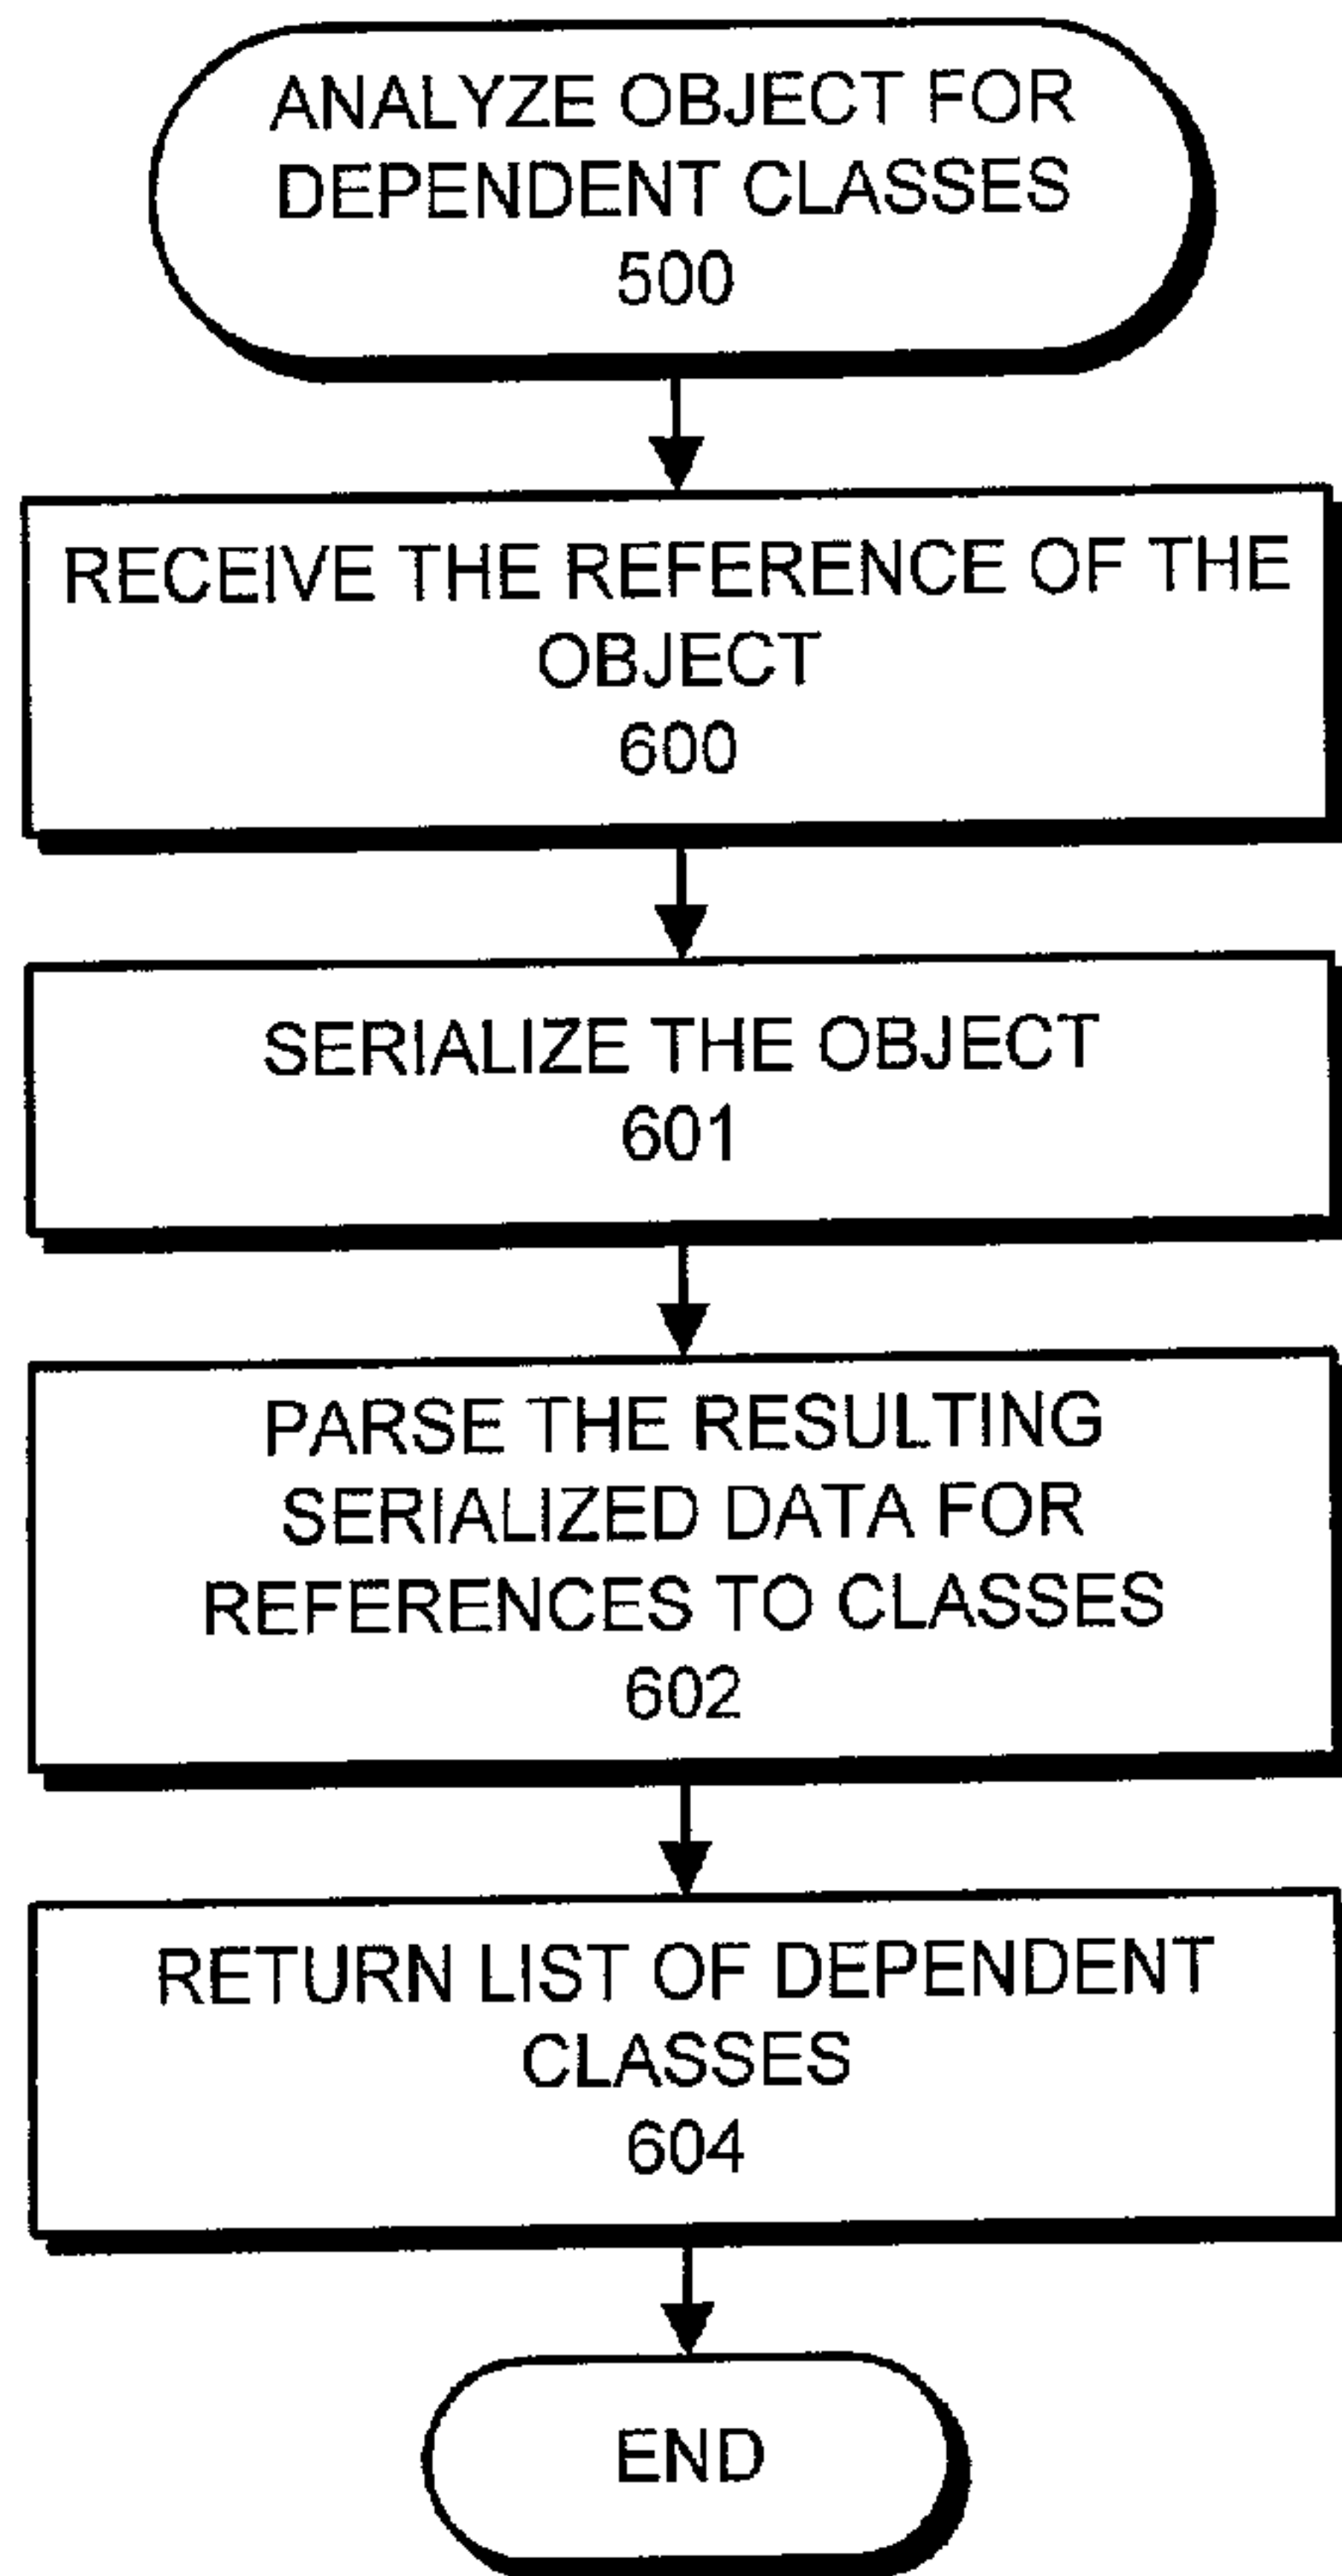 ANALYZE OBJECT FOR
DEPENDENT CLASSES
500
RECEIVE THE REFERENCE OF THE
OBJECT
600
SERIALIZE THE OBJECT
601
PARSE THE RESULTING
SERIALIZED DATA FOR
REFERENCES TO CLASSES
602
RETURN LIST OF DEPENDENT
CLASSES
604
END